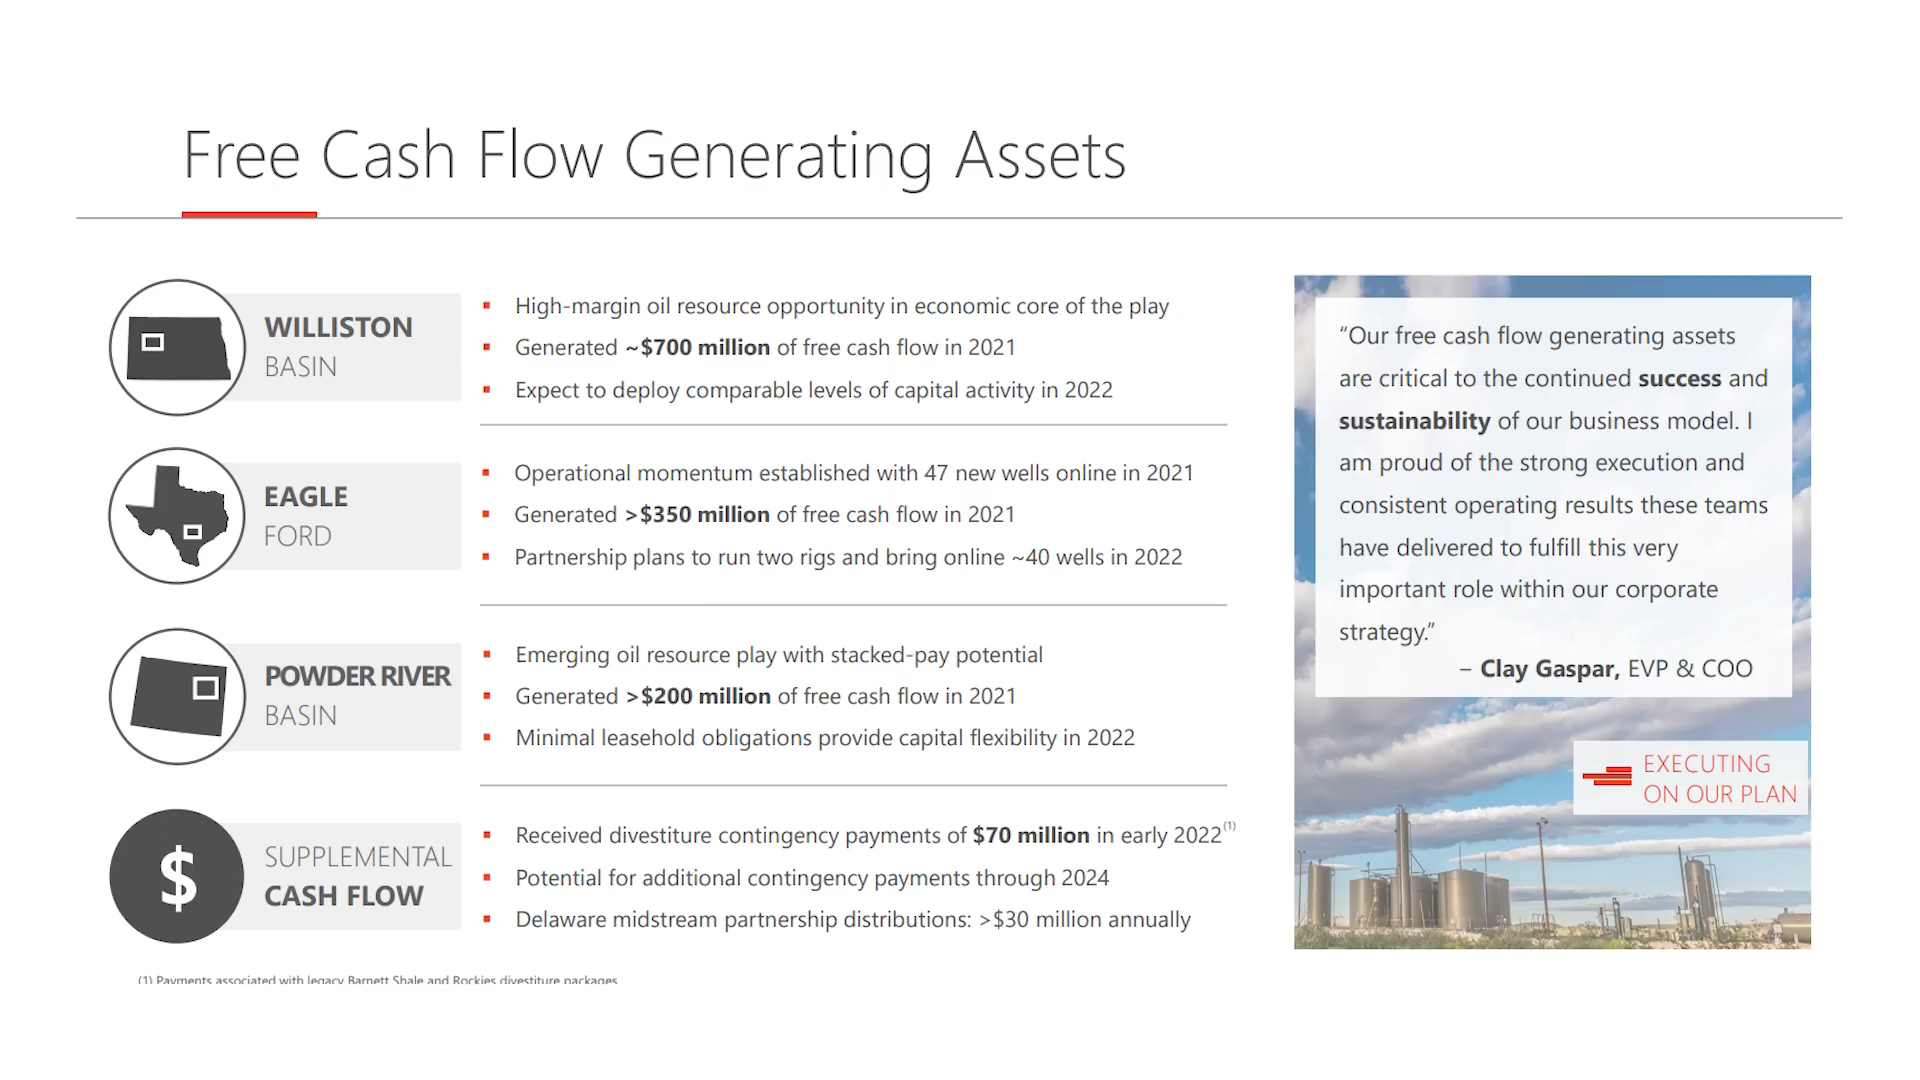 Free Cash Flow Generating Assets
WILLISTON
BASIN
High-margin oil resource opportunity in economic core of the play
Generated ~$700 million of free cash flow in 2021
Expect to deploy comparable levels of capital activity in 2022
EAGLE
FORD
Operational momentum established with 47 new wells online in 2021
Generated >$350 million of free cash flow in 2021
Partnership plans to run two rigs and bring online ~40 wells in 2022
POWDER RIVER
BASIN
Emerging oil resource play with stacked-pay potential
Generated >$200 million of free cash flow in 2021
Minimal leasehold obligations provide capital flexibility in 2022
$
SUPPLEMENTAL
CASH FLOW
Received divestiture contingency payments of $70 million in early 2022(1)
Potential for additional contingency payments through 2024
Delaware midstream partnership distributions: >$30 million annually
(1) Payments associated with legacy Barnett Shale and Rockies divestiture packages
“Our free cash flow generating assets
are critical to the continued success and
sustainability of our business model. I
am proud of the strong execution and
consistent operating results these teams
have delivered to fulfill this very
important role within our corporate
strategy.”
– Clay Gaspar, EVP & COO
EXECUTING
ON OUR PLAN